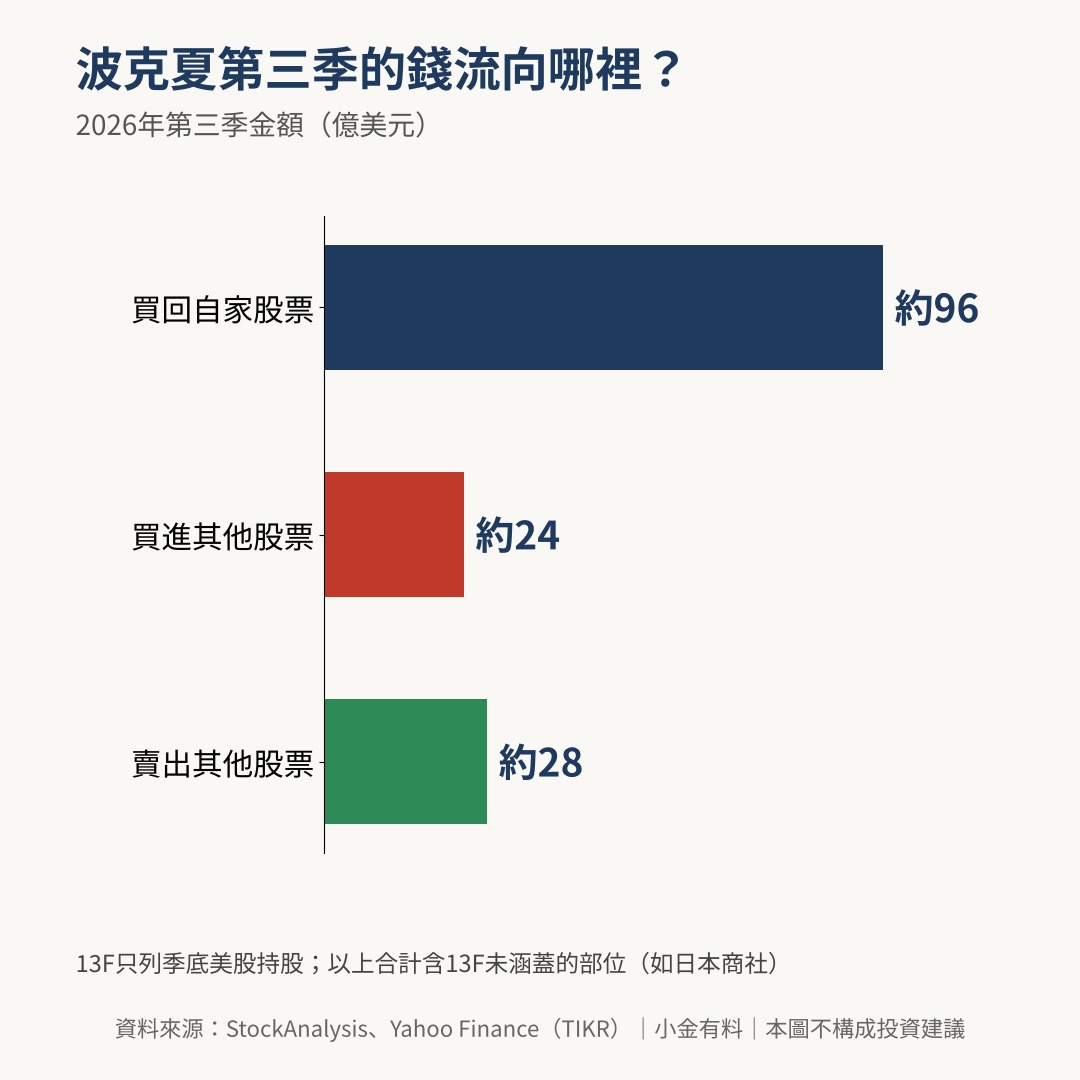 波克夏第三季的錢流向哪裡？
2026年第三季金額（億美元）
買回自家股票
約96
買進其他股票
約24
賣出其他股票
約28
13F只列季底美股持股；以上合計含13F未涵蓋的部位（如日本商社）
資料來源：StockAnalysis、Yahoo Finance（TIKR）｜小金有料｜本圖不構成投資建議